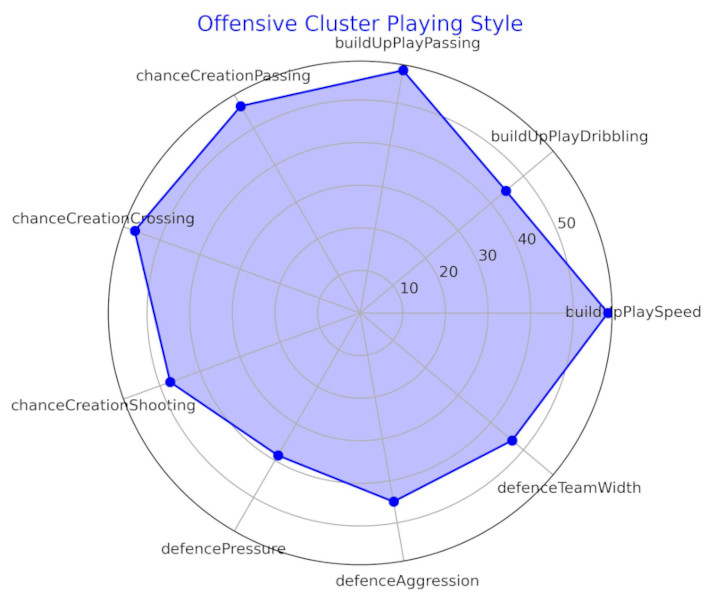 Offensive Cluster Playing Style
buildUpPlayPassing
chanceCreationPassing
buildUpPlayDribbling
chanceCreationCrossing
50
40
30
20
10
buildUpPlaySpeed
chanceCreationShooting
defenceTeamWidth
defencePressure
defenceAggression